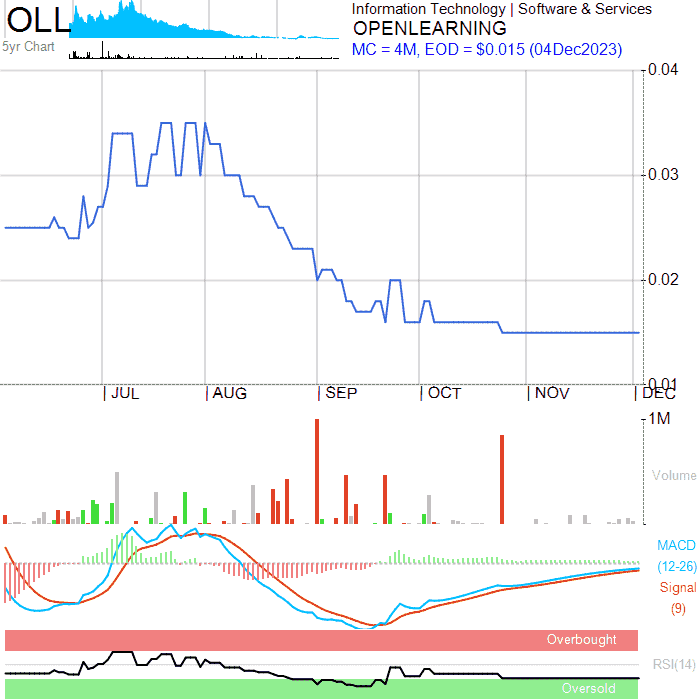 OLL
5yr Chart
Information Technology | Software & Services
OPENLEARNING
MC = 4M, EOD = $0.015 (04Dec2023)
0.04
0.03
0.02
0.01
JUL AUG SEP OCT NOV DEC
1M
Volume
MACD
(12-26)
Signal
(9)
Overbought
RSI(14)
Oversold